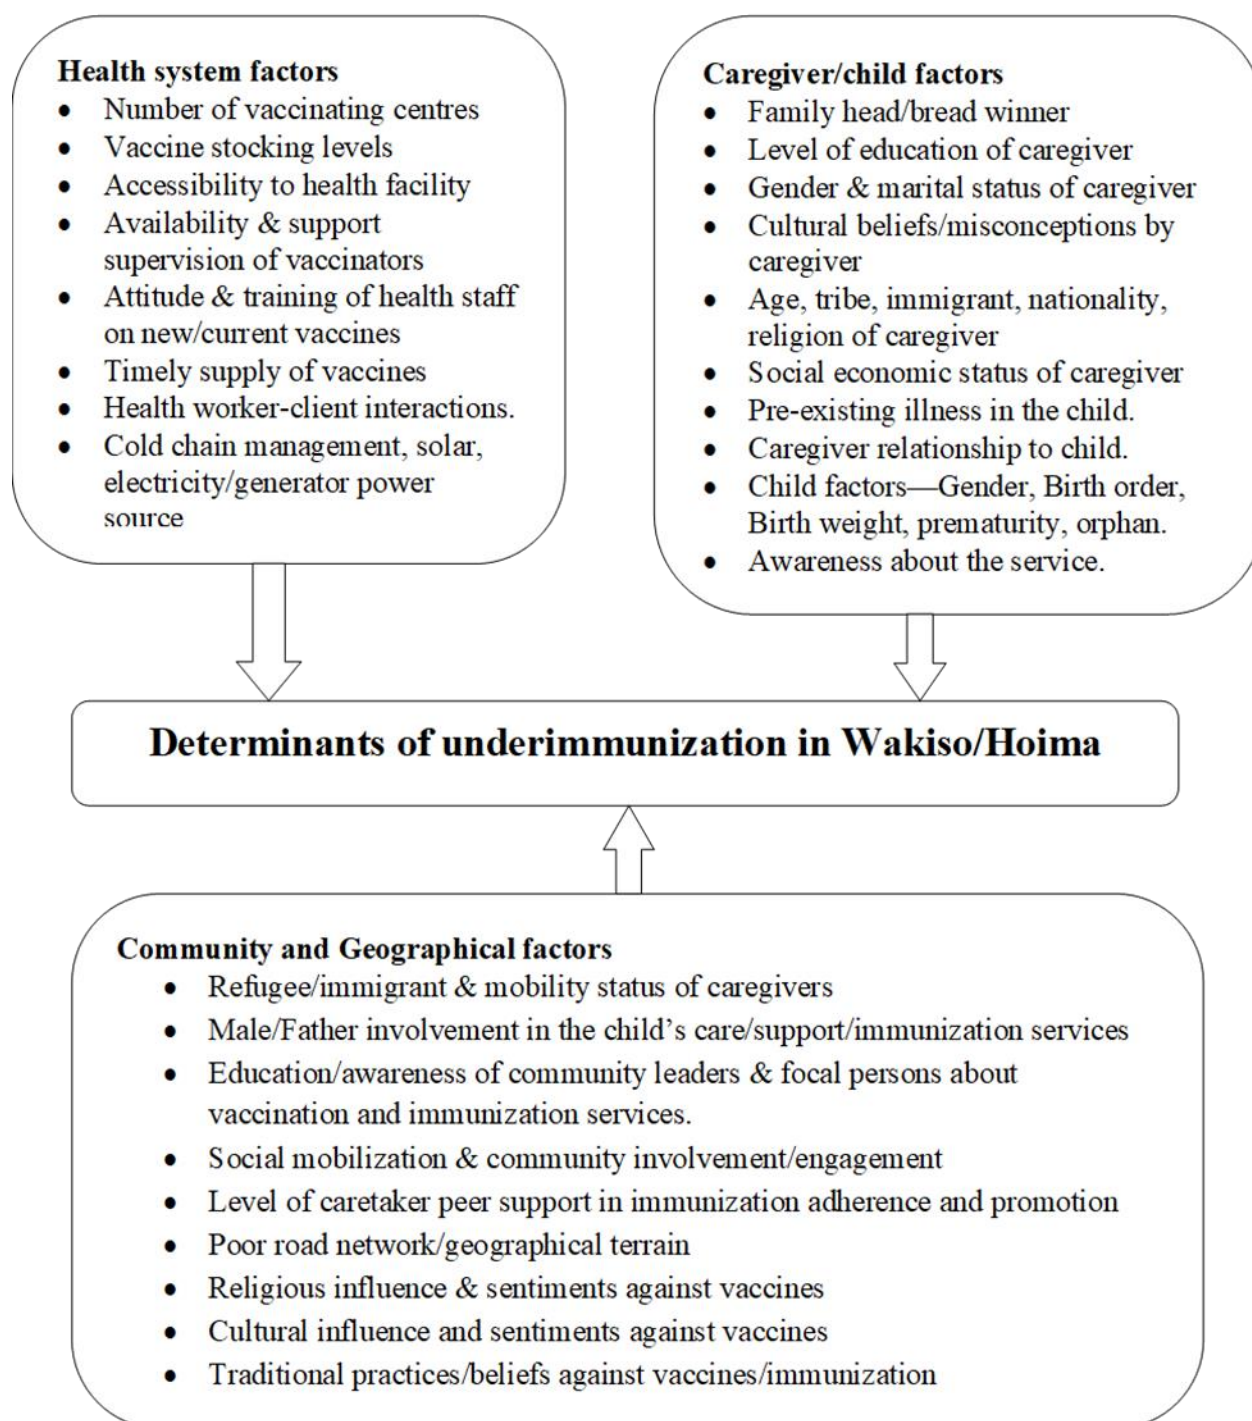 Health system factors
• Number of vaccinating centres
• Vaccine stocking levels
• Accessibility to health facility
• Availability & support
supervision of vaccinators
• Attitude & training of health staff
on new/current vaccines
• Timely supply of vaccines
• Health worker-client interactions.
• Cold chain management, solar,
electricity/generator power
source
Caregiver/child factors
• Family head/bread winner
• Level of education of caregiver
• Gender & marital status of caregiver
• Cultural beliefs/misconceptions by
caregiver
• Age, tribe, immigrant, nationality,
religion of caregiver
• Social economic status of caregiver
• Pre-existing illness in the child.
• Caregiver relationship to child.
• Child factors—Gender, Birth order,
Birth weight, prematurity, orphan.
• Awareness about the service.
Determinants of underimmunization in Wakiso/Hoima
Community and Geographical factors
• Refugee/immigrant & mobility status of caregivers
• Male/Father involvement in the child’s care/support/immunization services
• Education/awareness of community leaders & focal persons about
vaccination and immunization services.
• Social mobilization & community involvement/engagement
• Level of caretaker peer support in immunization adherence and promotion
• Poor road network/geographical terrain
• Religious influence & sentiments against vaccines
• Cultural influence and sentiments against vaccines
• Traditional practices/beliefs against vaccines/immunization